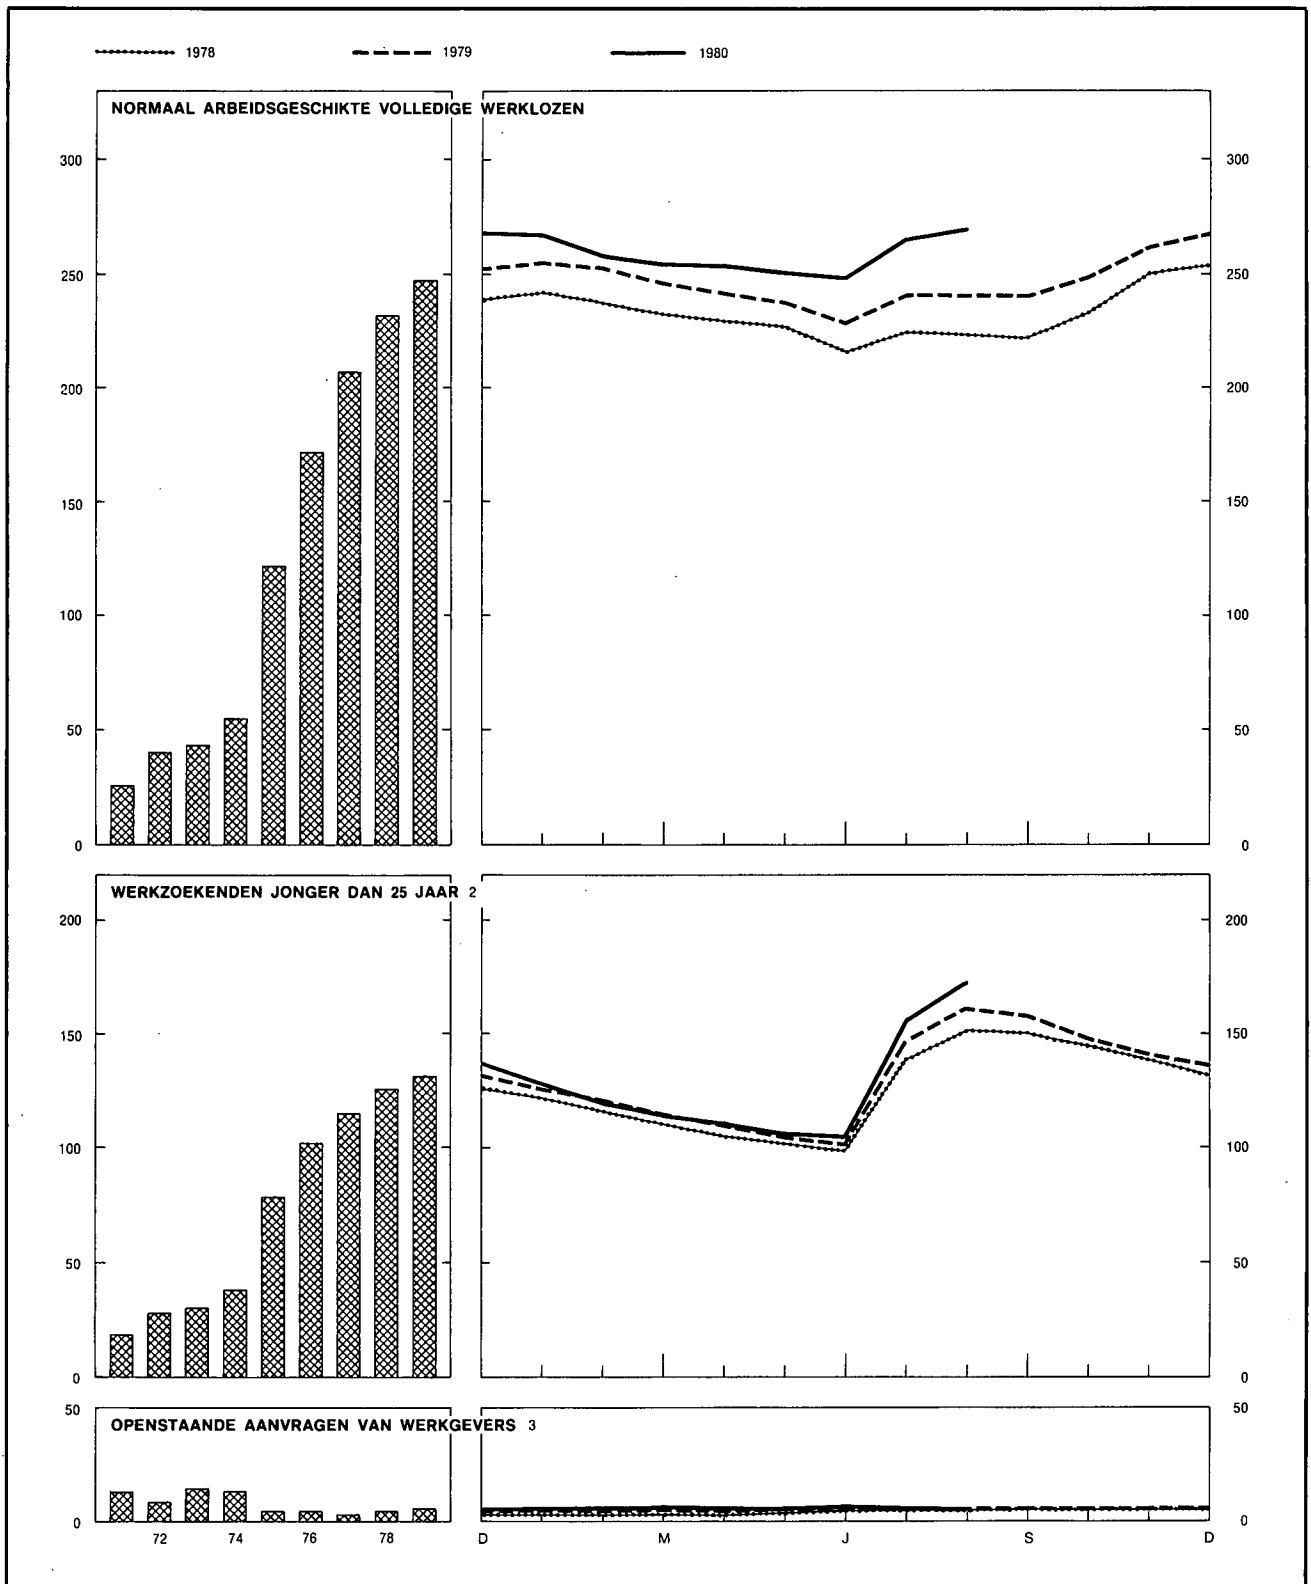 1978 1979 1980
NORMAAL ARBEIDSGESCHIKTE VOLLEDIGE WERKLOZEN
300 300
250 250
200 200
150 150
100 100
50 50
0 0
WERKZOEKENDEN JONGER DAN 25 JAAR 2
200 200
150 150
100 100
50 50
0 0
50 50
OPENSTAANDE AANVRAGEN VAN WERKGEVERS 3
0 0
72 74 76 78 D M J S D